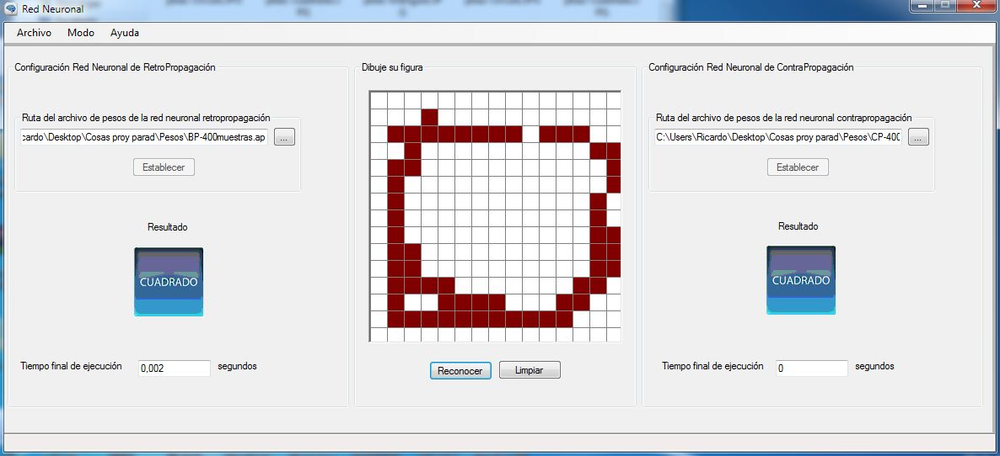 Red Neuronal
Archivo Modo Ayuda
Configuración Red Neuronal de RetroPropagación
Ruta del archivo de pesos de la red neuronal retropropagación
cardo\Desktop\Cosas proy parad\Pesos\BP-400muestras.ap ...
Establecer
Resultado
CUADRADO
Tiempo final de ejecución 0,002 segundos
Dibuje su figura
Reconocer Limpiar
Configuración Red Neuronal de ContraPropagación
Ruta del archivo de pesos de la red neuronal contrapropagación
C:\Users\Ricardo\Desktop\Cosas proy parad\Pesos\CP-400 ...
Establecer
Resultado
CUADRADO
Tiempo final de ejecución 0 segundos